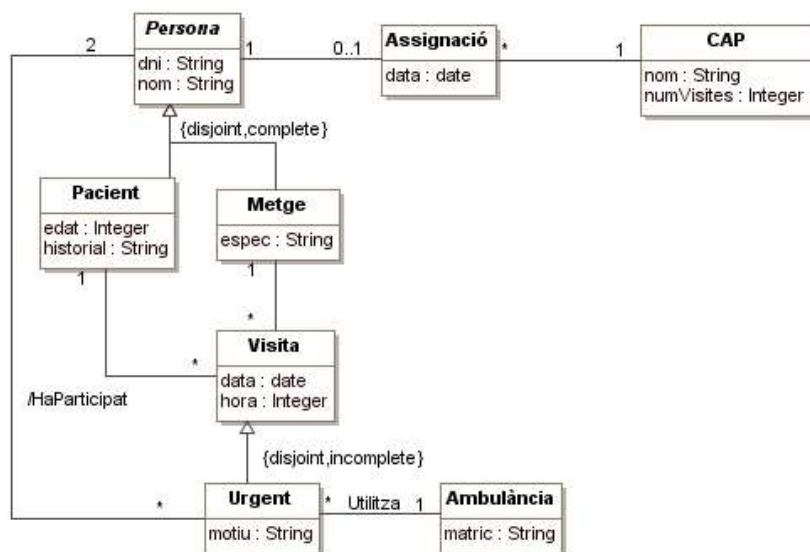 Persona
dni : String
nom : String
2
1
0..1
Assignació
data : date
*
1
CAP
nom : String
numVisites : Integer
{disjoint,complete}
Pacient
edat : Integer
historial : String
Metge
espec : String
1
1
*
*
Visita
data : date
hora : Integer
/HaParticipat
{disjoint,incomplete}
*
Urgent
motiu : String
*
Utilitza
1
Ambulància
matric : String